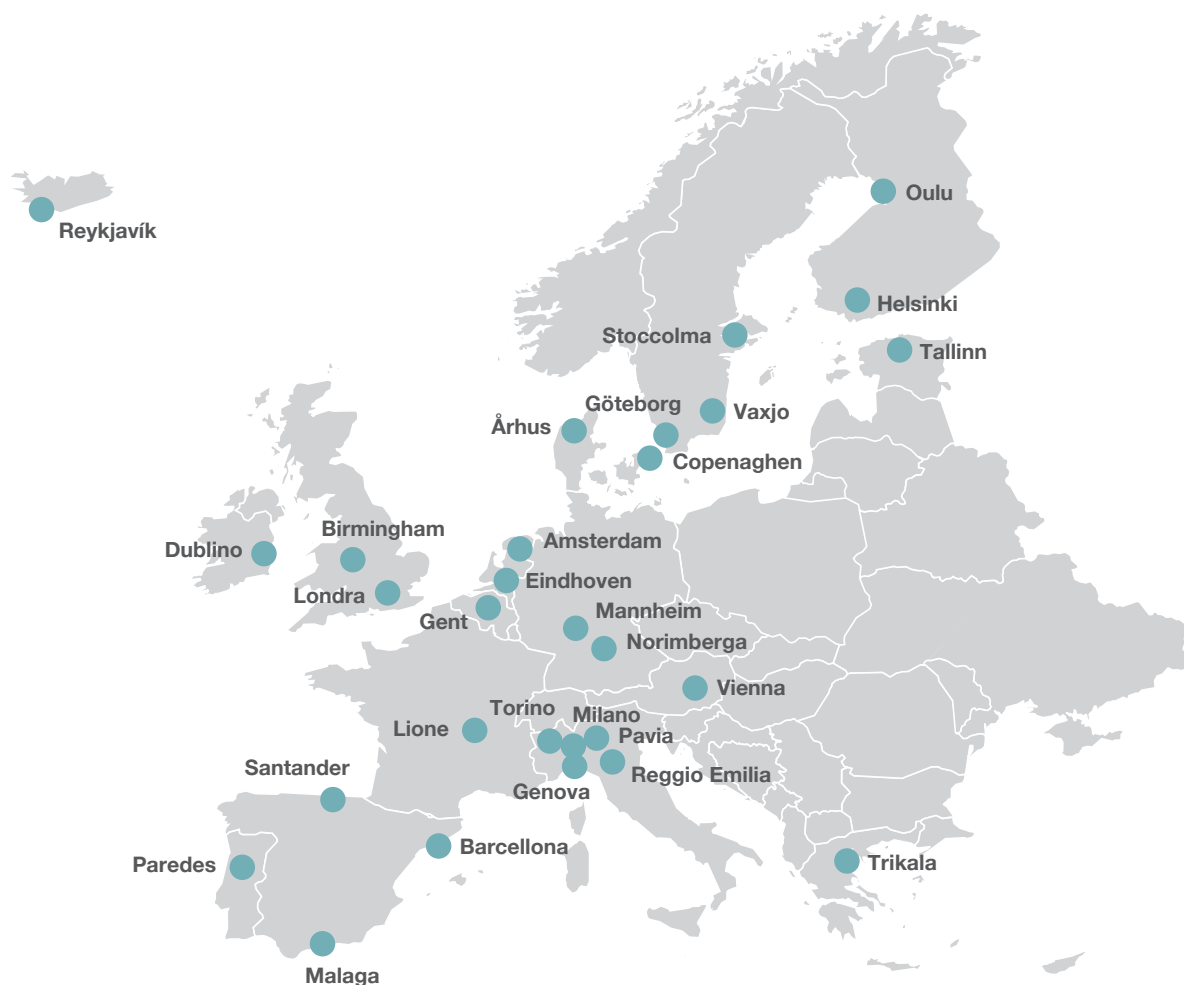 Oulu
Reykjavík
Helsinki
Stoccolma
Tallinn
Göteborg
Vaxjo
Århus
Copenaghen
Birmingham
Amsterdam
Dublino
Eindhoven
Londra
Mannheim
Gent
Norimberga
Vienna
Torino
Milano
Lione
Pavia
Santander
Reggio Emilia
Genova
Barcellona
Paredes
Trikala
Malaga